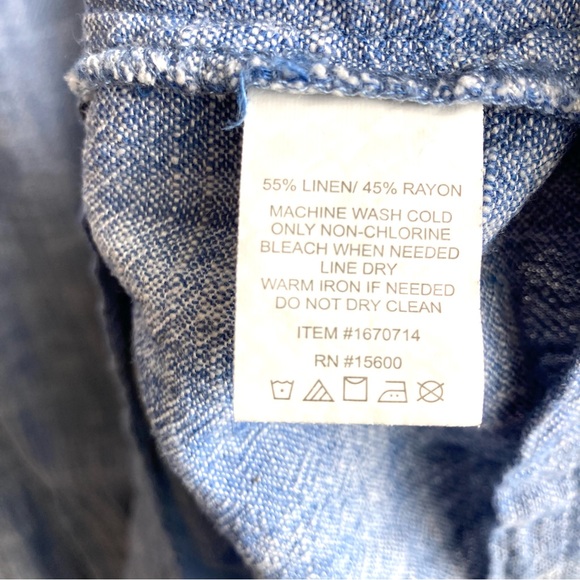 55% LINEN/ 45% RAYON
MACHINE WASH COLD
ONLY NON-CHLORINE
BLEACH WHEN NEEDED
LINE DRY
WARM IRON IF NEEDED
DO NOT DRY CLEAN
ITEM #1670714
RN #15600